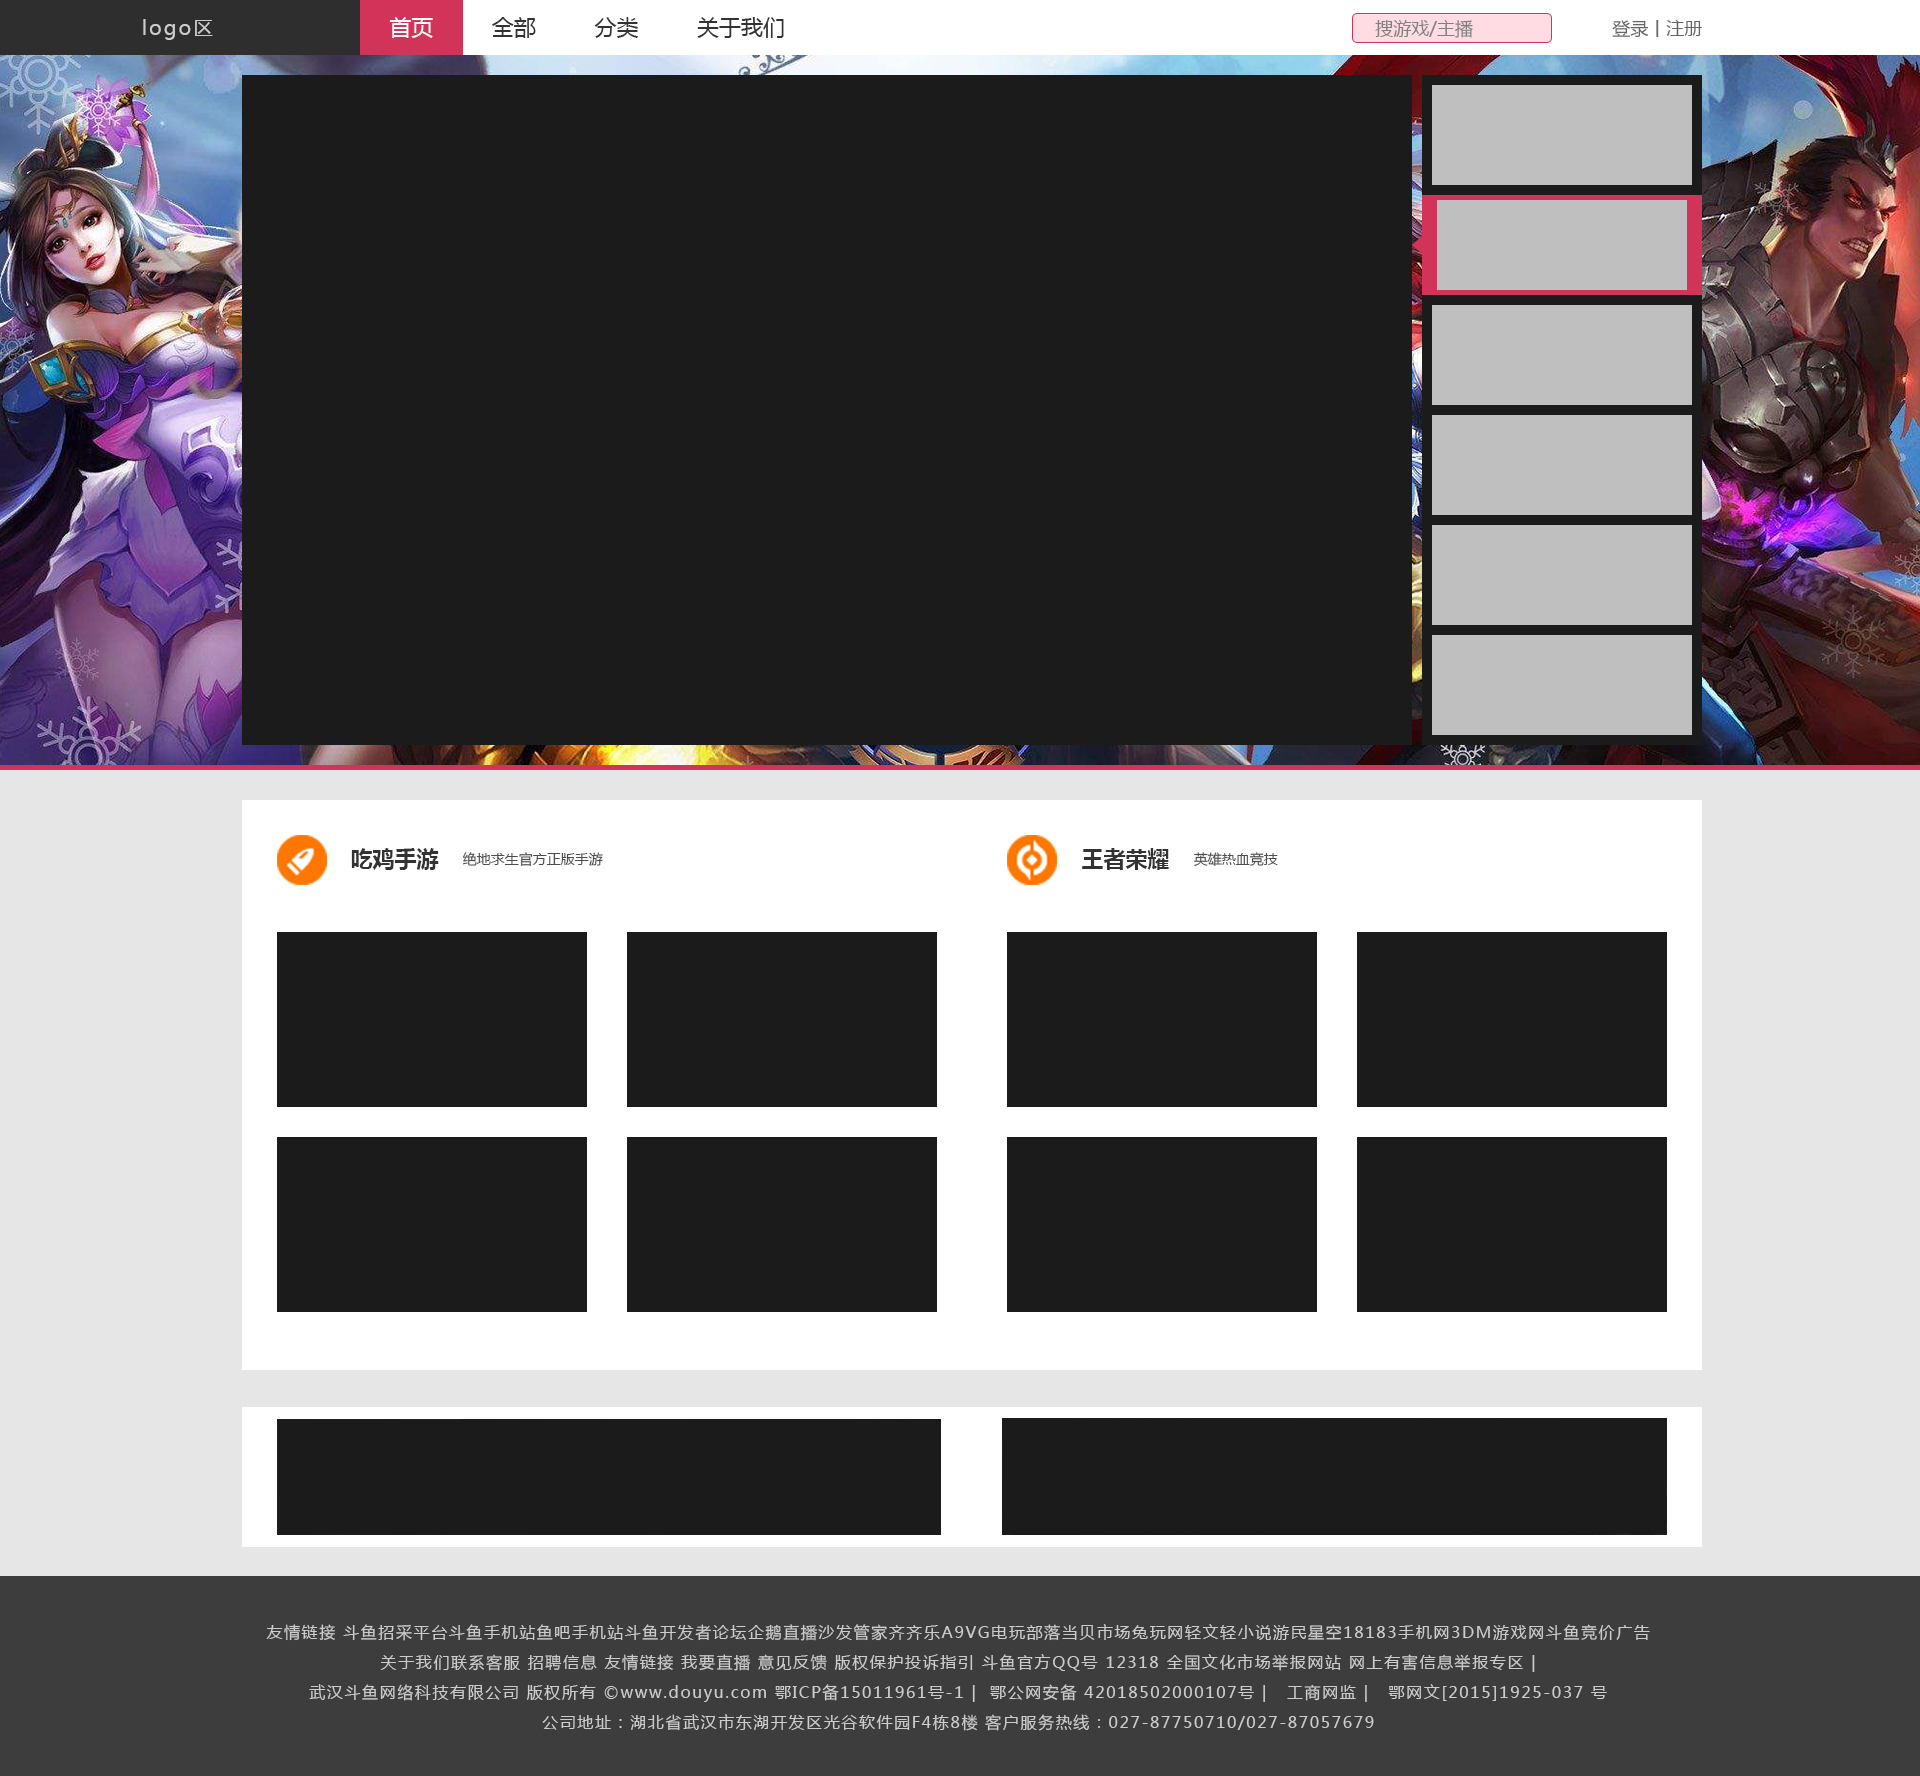 logo区
首页 全部 分类 关于我们
搜游戏/主播
登录 | 注册
吃鸡手游 绝地求生官方正版手游
王者荣耀 英雄热血竞技
友情链接 斗鱼招采平台斗鱼手机站鱼吧手机站斗鱼开发者论坛企鹅直播沙发管家齐齐乐A9VG电玩部落当贝市场兔玩网轻文轻小说游民星空18183手机网3DM游戏网斗鱼竞价广告
关于我们联系客服 招聘信息 友情链接 我要直播 意见反馈 版权保护投诉指引 斗鱼官方QQ号 12318 全国文化市场举报网站 网上有害信息举报专区 |
武汉斗鱼网络科技有限公司 版权所有 ©www.douyu.com 鄂ICP备15011961号-1 | 鄂公网安备 42018502000107号 | 工商网监 | 鄂网文[2015]1925-037 号
公司地址：湖北省武汉市东湖开发区光谷软件园F4栋8楼 客户服务热线：027-87750710/027-87057679